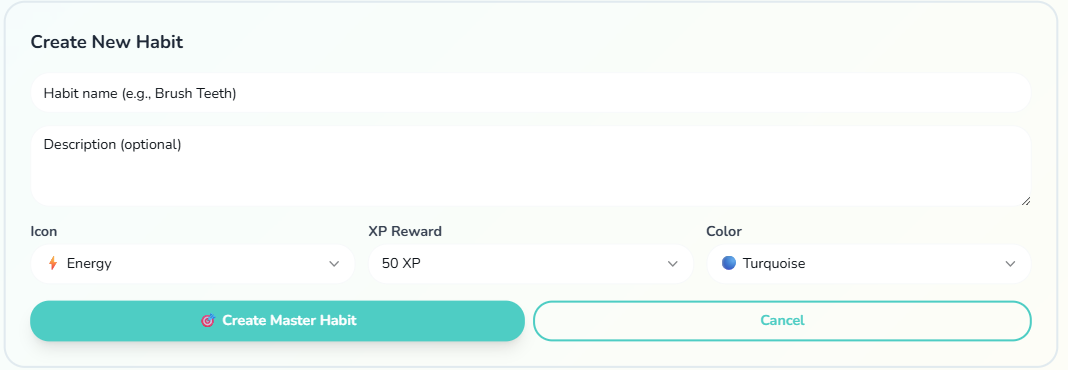 Create New Habit
Habit name (e.g., Brush Teeth)
Description (optional)
Icon XP Reward Color
Energy 50 XP Turquoise
Create Master Habit Cancel